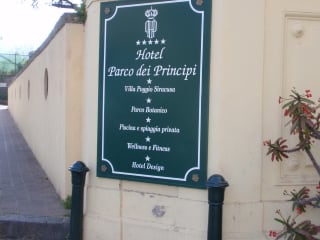 Hotel
Parco dei Principi
Villa Poggio Siracusa
Parco Botanico
Piscina e spiaggia privata
Wellness e Fitness
Hotel Design